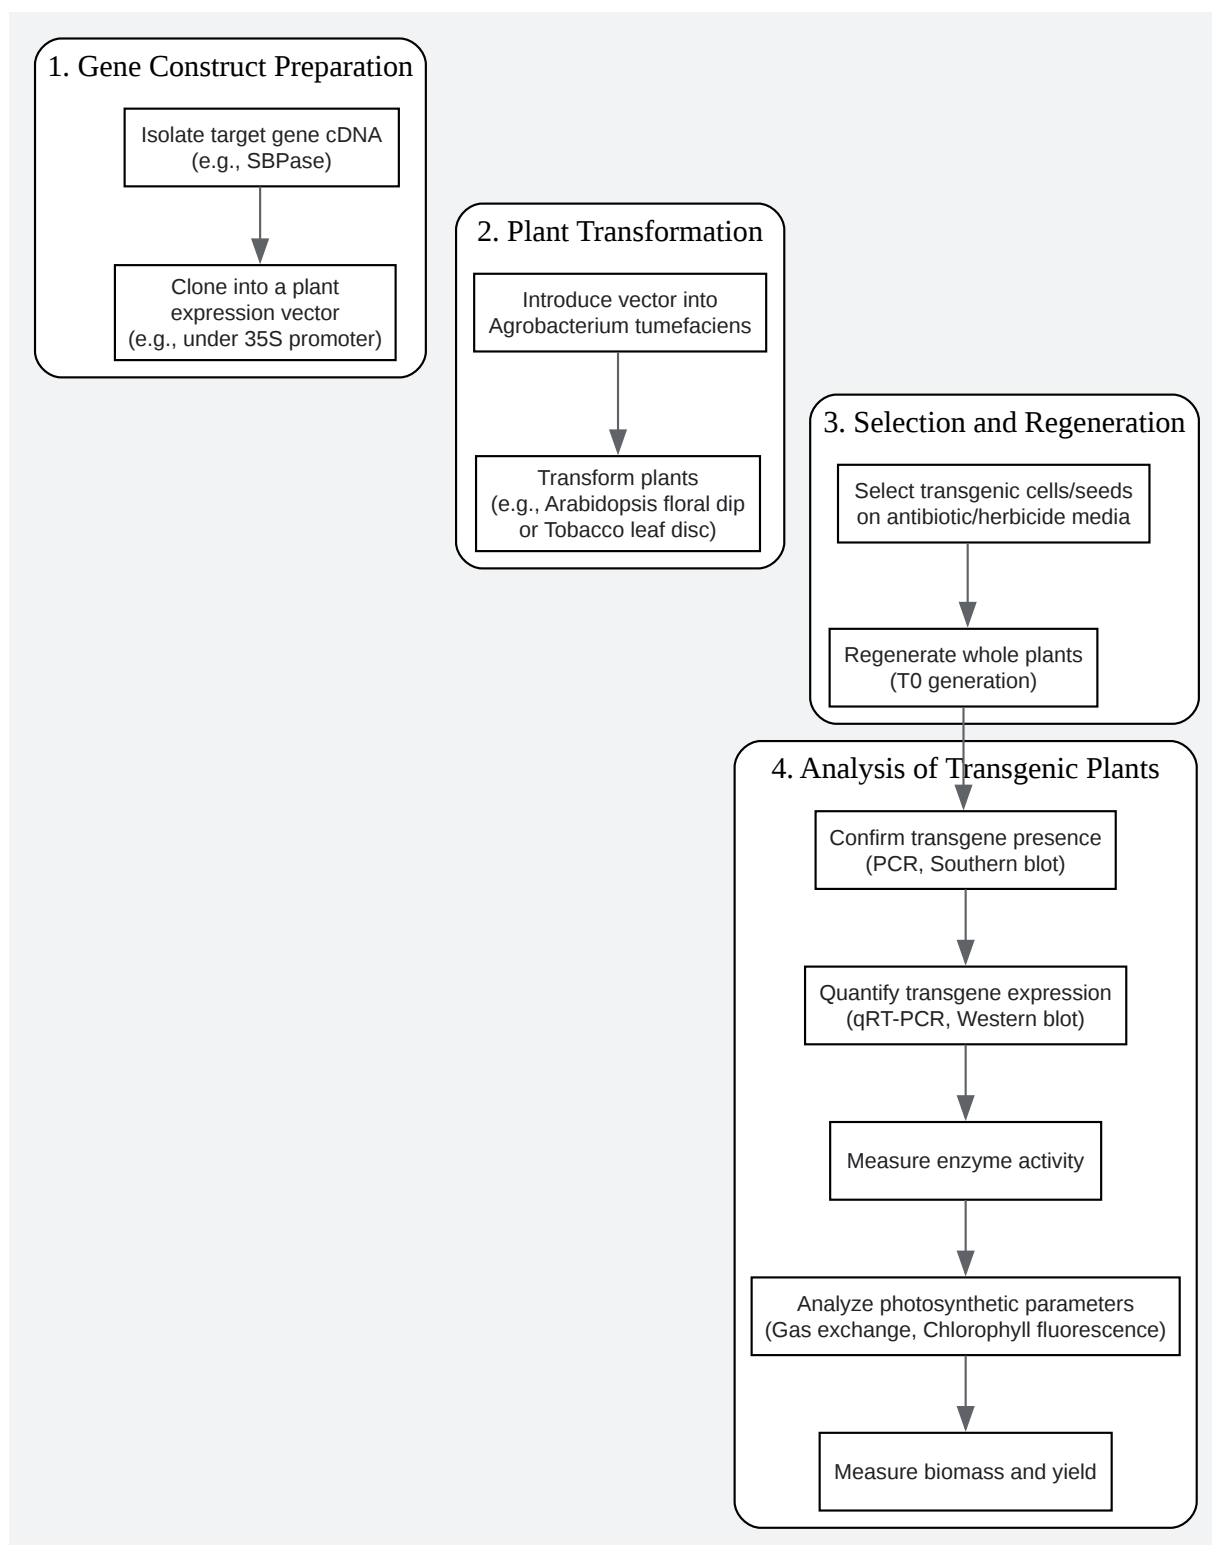 1. Gene Construct Preparation
Isolate target gene cDNA
(e.g., SBPase)
Clone into a plant
expression vector
(e.g., under 35S promoter)
2. Plant Transformation
Introduce vector into
Agrobacterium tumefaciens
Transform plants
(e.g., Arabidopsis floral dip
or Tobacco leaf disc)
3. Selection and Regeneration
Select transgenic cells/seeds
on antibiotic/herbicide media
Regenerate whole plants
(T0 generation)
4. Analysis of Transgenic Plants
Confirm transgene presence
(PCR, Southern blot)
Quantify transgene expression
(qRT-PCR, Western blot)
Measure enzyme activity
Analyze photosynthetic parameters
(Gas exchange, Chlorophyll fluorescence)
Measure biomass and yield